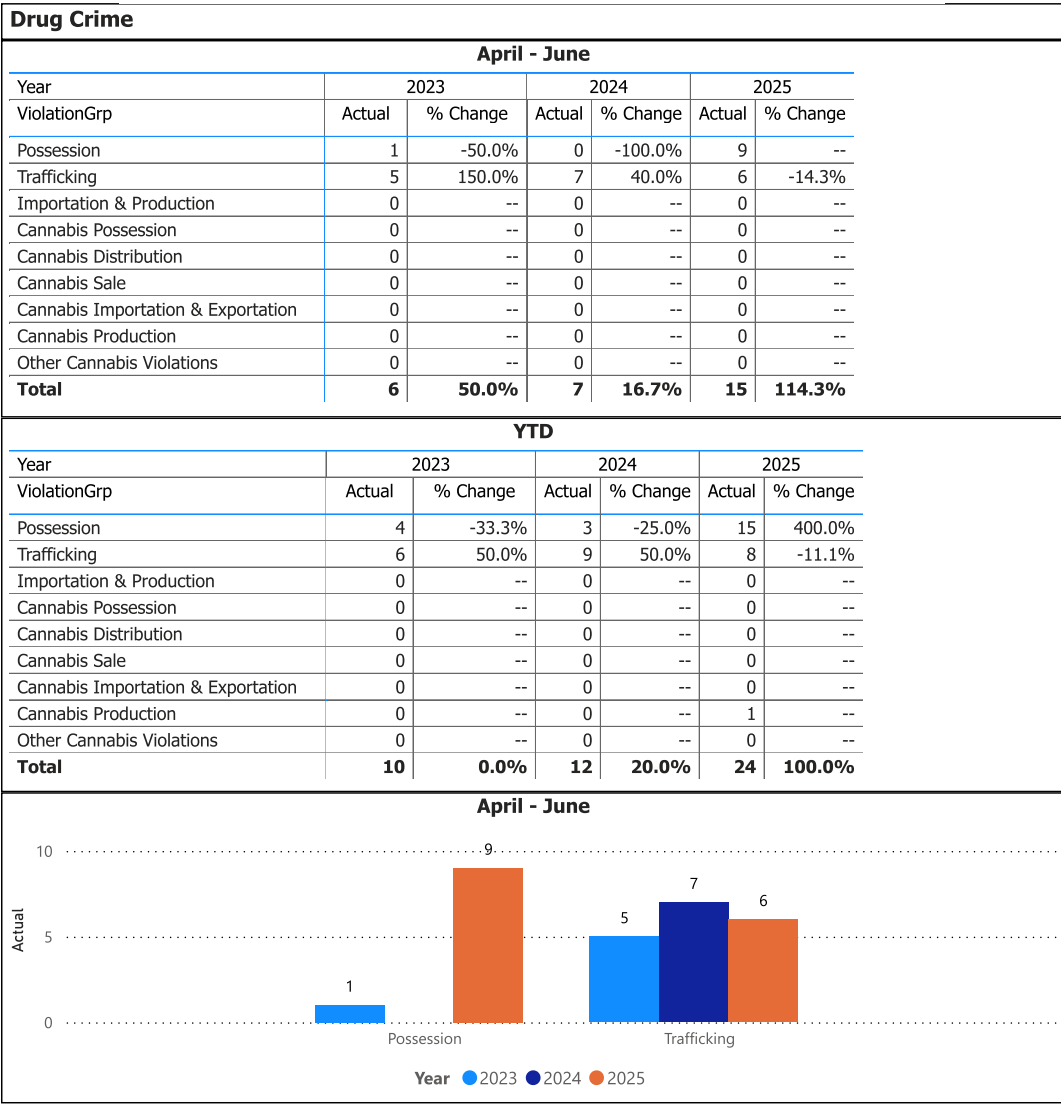 Drug Crime
April - June
Year 2023 2024 2025
ViolationGrp Actual % Change Actual % Change Actual % Change
Possession 1 -50.0% 0 -100.0% 9 --
Trafficking 5 150.0% 7 40.0% 6 -14.3%
Importation & Production 0 -- 0 -- 0 --
Cannabis Possession 0 -- 0 -- 0 --
Cannabis Distribution 0 -- 0 -- 0 --
Cannabis Sale 0 -- 0 -- 0 --
Cannabis Importation & Exportation 0 -- 0 -- 0 --
Cannabis Production 0 -- 0 -- 0 --
Other Cannabis Violations 0 -- 0 -- 0 --
Total 6 50.0% 7 16.7% 15 114.3%
YTD
Year 2023 2024 2025
ViolationGrp Actual % Change Actual % Change Actual % Change
Possession 4 -33.3% 3 -25.0% 15 400.0%
Trafficking 6 50.0% 9 50.0% 8 -11.1%
Importation & Production 0 -- 0 -- 0 --
Cannabis Possession 0 -- 0 -- 0 --
Cannabis Distribution 0 -- 0 -- 0 --
Cannabis Sale 0 -- 0 -- 0 --
Cannabis Importation & Exportation 0 -- 0 -- 0 --
Cannabis Production 0 -- 0 -- 1 --
Other Cannabis Violations 0 -- 0 -- 0 --
Total 10 0.0% 12 20.0% 24 100.0%
April - June
Actual
10
5
0
1
9
5
7
6
Possession Trafficking
Year 2023 2024 2025